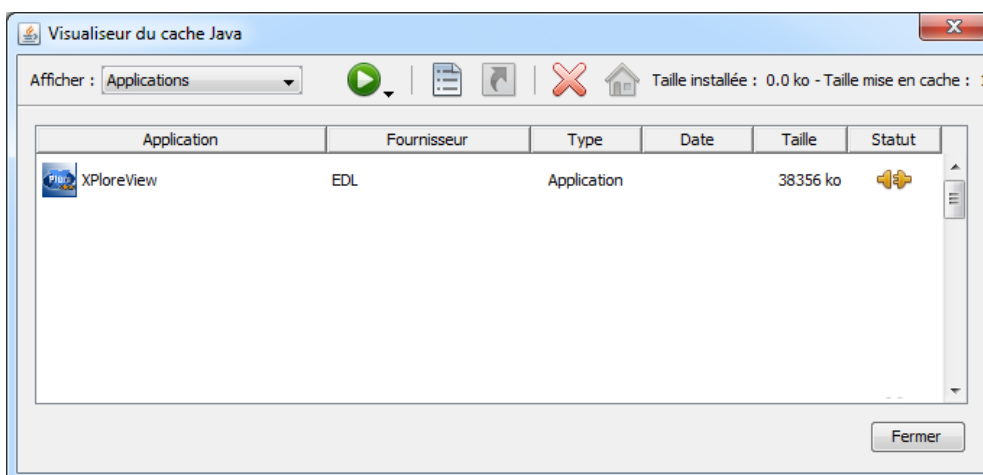 Visualiseur du cache Java
Afficher : Applications Taille installée : 0.0 ko - Taille mise en cache :
Application Fournisseur Type Date Taille Statut
XPloreView EDL Application 38356 ko
Fermer